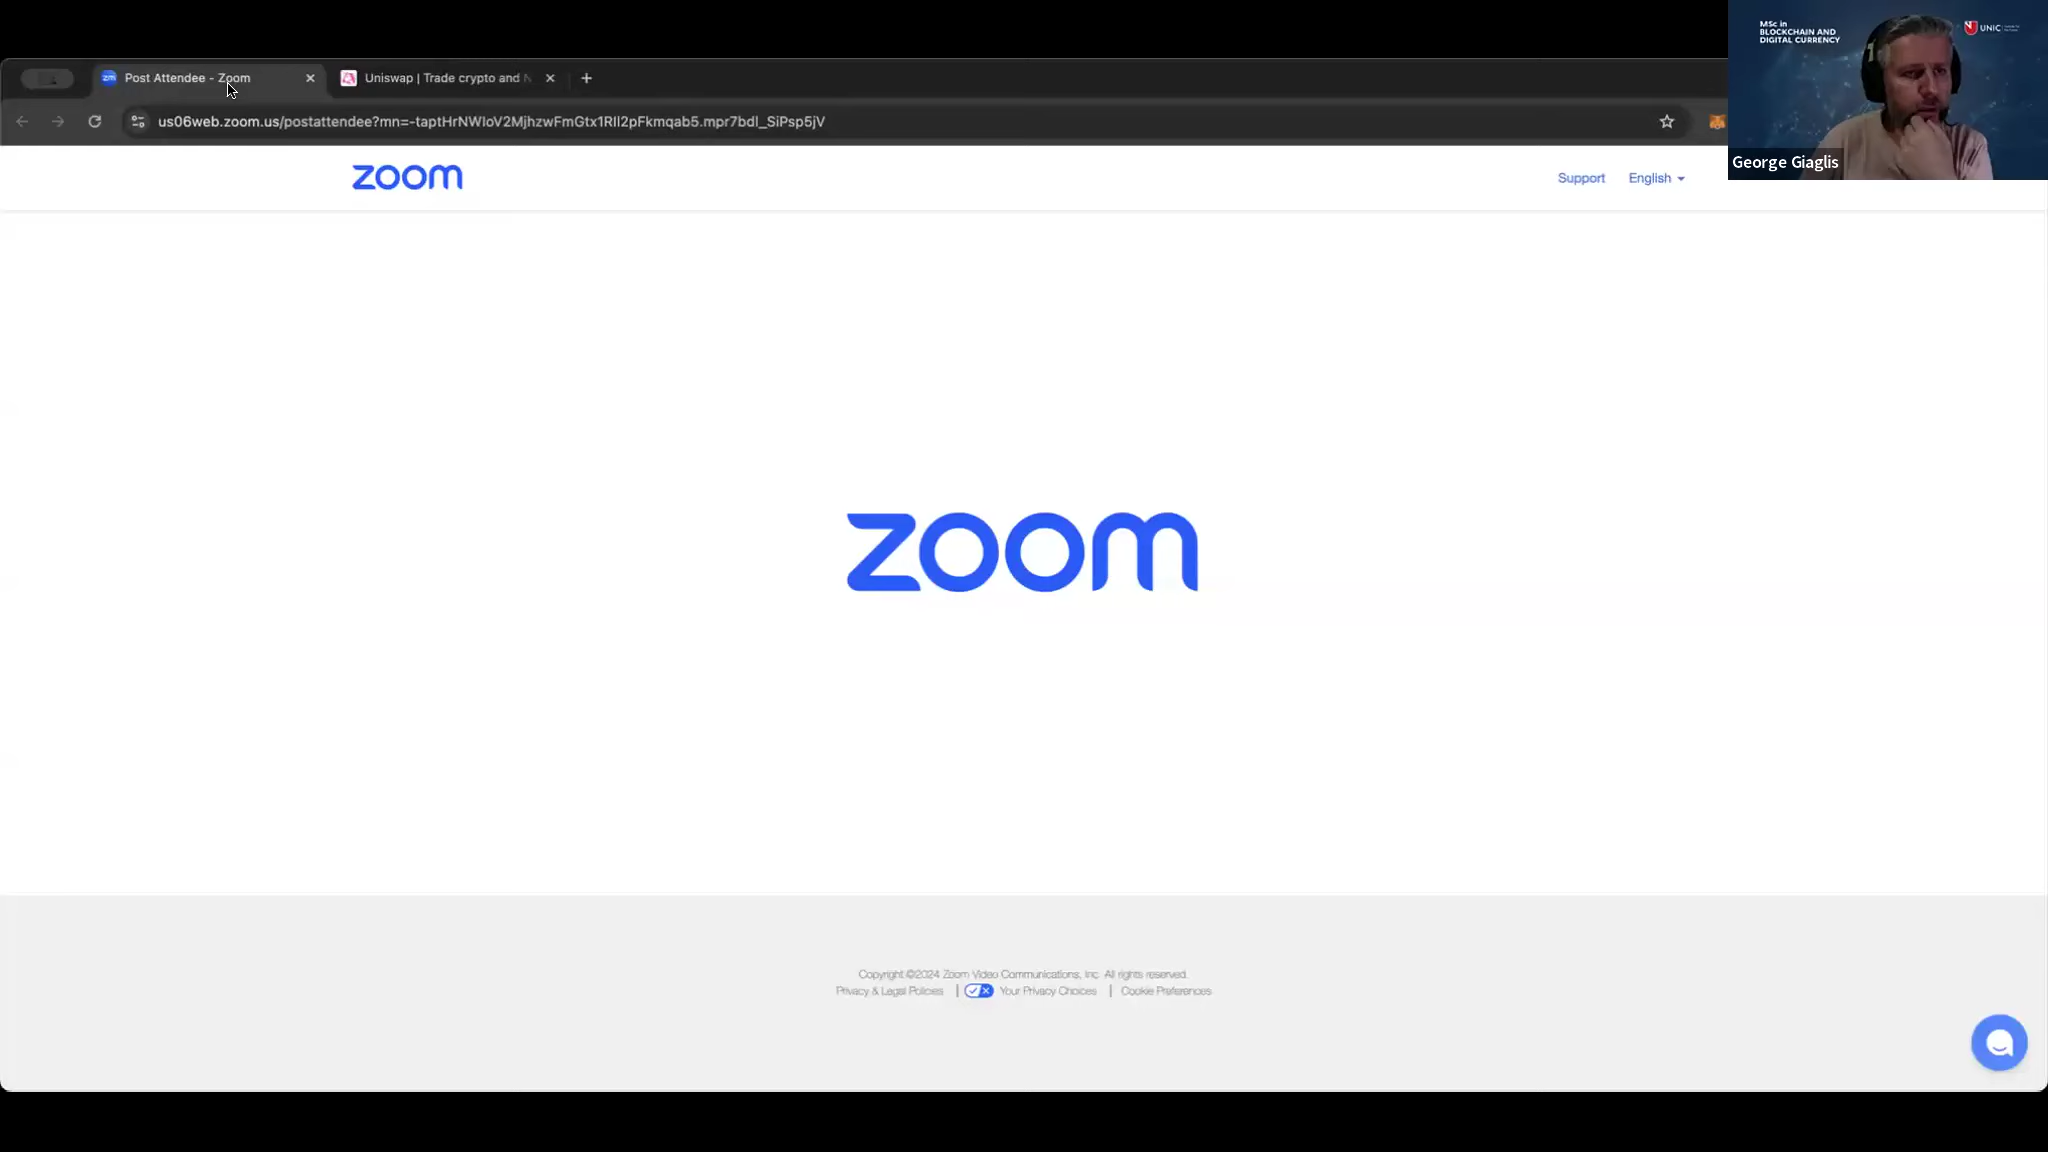 Post Attendee - Zoom
Uniswap | Trade crypto and N
us06web.zoom.us/postattendee?mn=-taptHrNWIoV2MjhzwFmGtx1RIl2pFkmqab5.mpr7bdl_SiPsp5jV
MSc in
BLOCKCHAIN AND
DIGITAL CURRENCY
UNIC
George Giaglis
zoom
Support
English
zoom
Copyright ©2024 Zoom Video Communications, Inc. All rights reserved.
Privacy & Legal Policies | Your Privacy Choices | Cookie Preferences